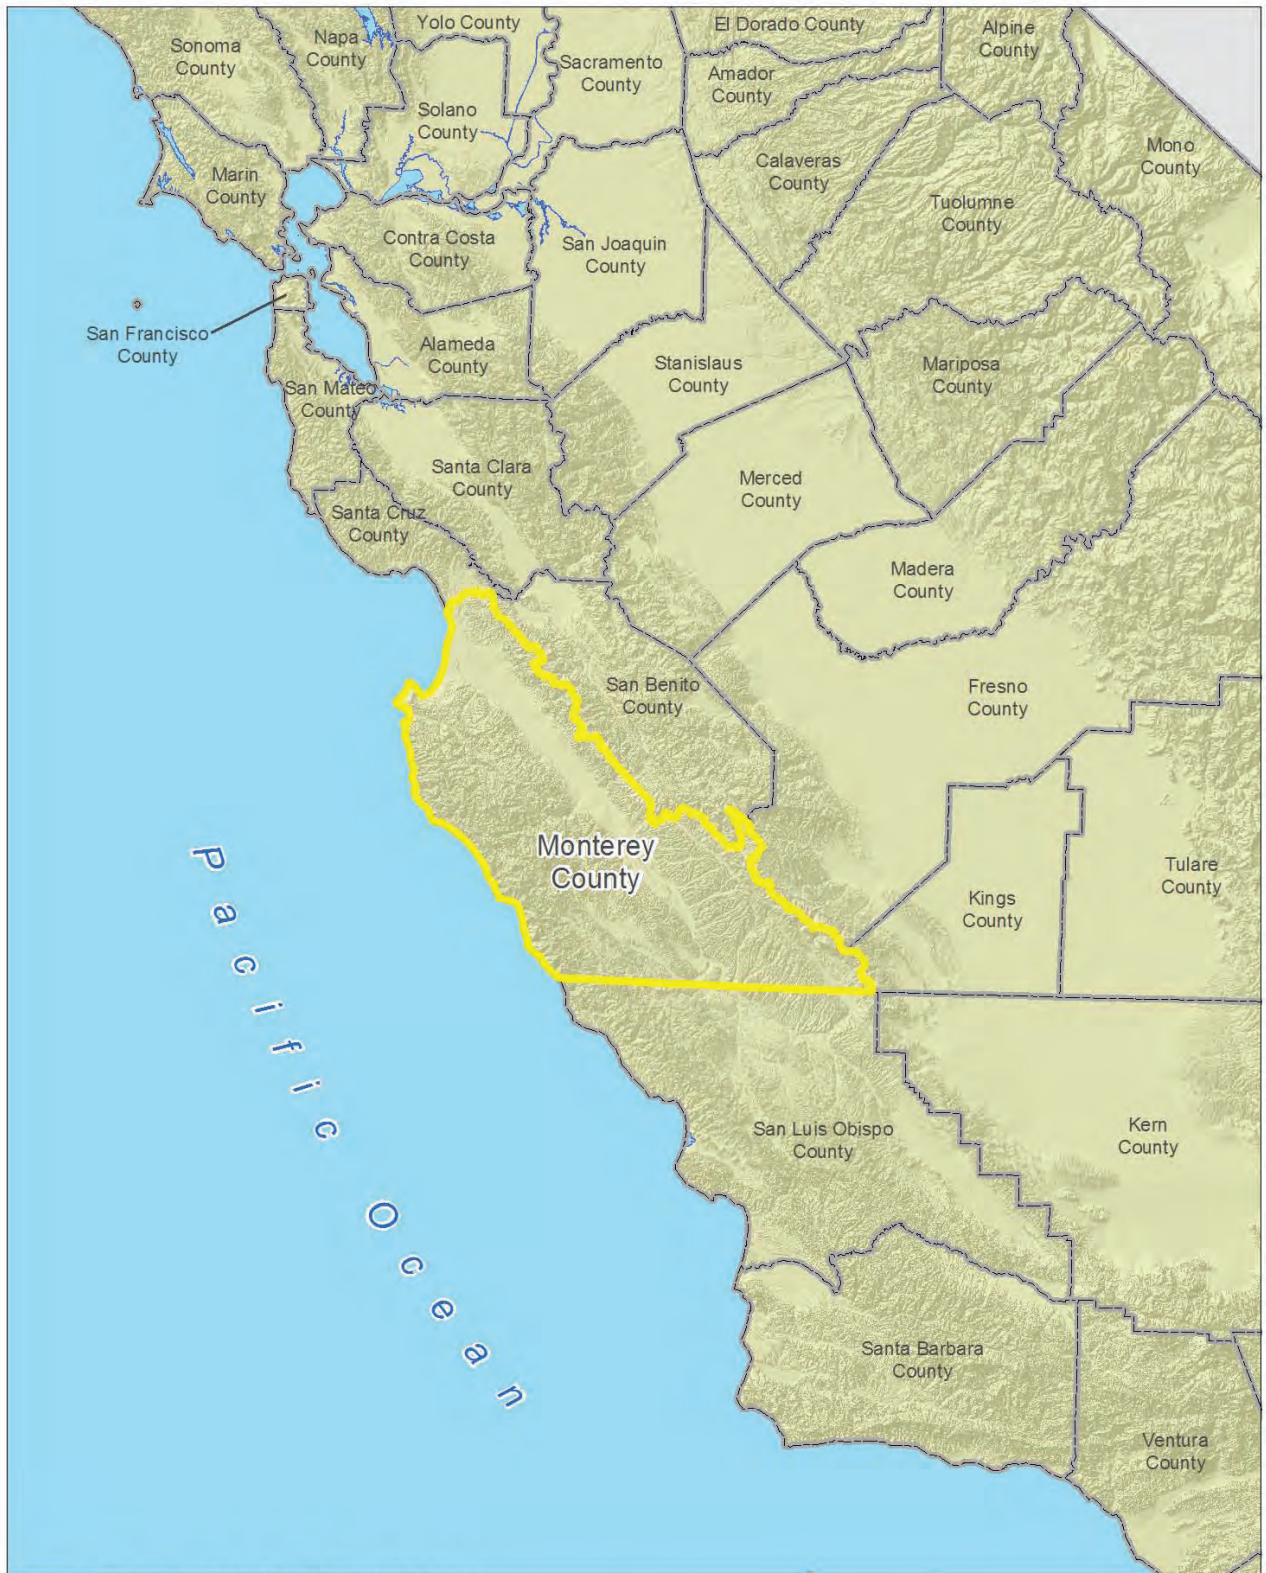 Yolo County
El Dorado County
Alpine
County
Sonoma
County
Napa
County
Sacramento
County
Amador
County
Solano
County
Mono
County
Calaveras
County
Marin
County
Tuolumne
County
Contra Costa
County
San Joaquin
County
San Francisco
County
Alameda
County
Stanislaus
County
Mariposa
County
San Mateo
County
Santa Clara
County
Merced
County
Santa Cruz
County
Madera
County
San Benito
County
Fresno
County
Monterey
County
Tulare
County
Kings
County
Pacific Ocean
San Luis Obispo
County
Kern
County
Santa Barbara
County
Ventura
County